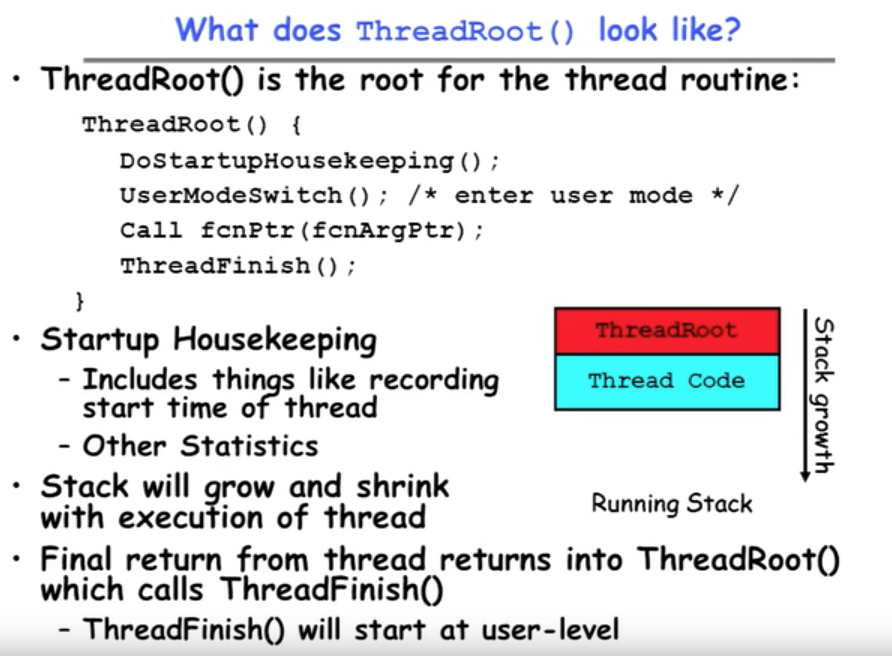 What does ThreadRoot() look like?
• ThreadRoot() is the root for the thread routine:
ThreadRoot() {
DoStartupHousekeeping();
UserModeSwitch(); /* enter user mode */
Call fcnPtr(fcnArgPtr);
ThreadFinish();
}
• Startup Housekeeping
- Includes things like recording
start time of thread
- Other Statistics
ThreadRoot
Thread Code
Stack growth
Running Stack
• Stack will grow and shrink
with execution of thread
• Final return from thread returns into ThreadRoot()
which calls ThreadFinish()
- ThreadFinish() will start at user-level